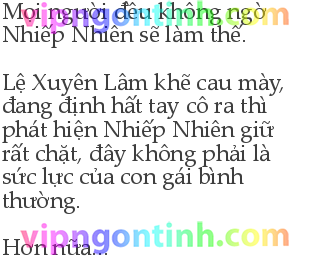 Mọi người đều không ngờ
vipngontinh.com
Nhiếp Nhiên sẽ làm thế.
Lệ Xuyên Lâm khẽ cau mày,
đang định hất tay cô ra thì
phát hiện Nhiếp Nhiên giữ
rất chặt, đây không phải là
sức lực của con gái bình
thường.
vipngontinh.com
Hơn nữa...